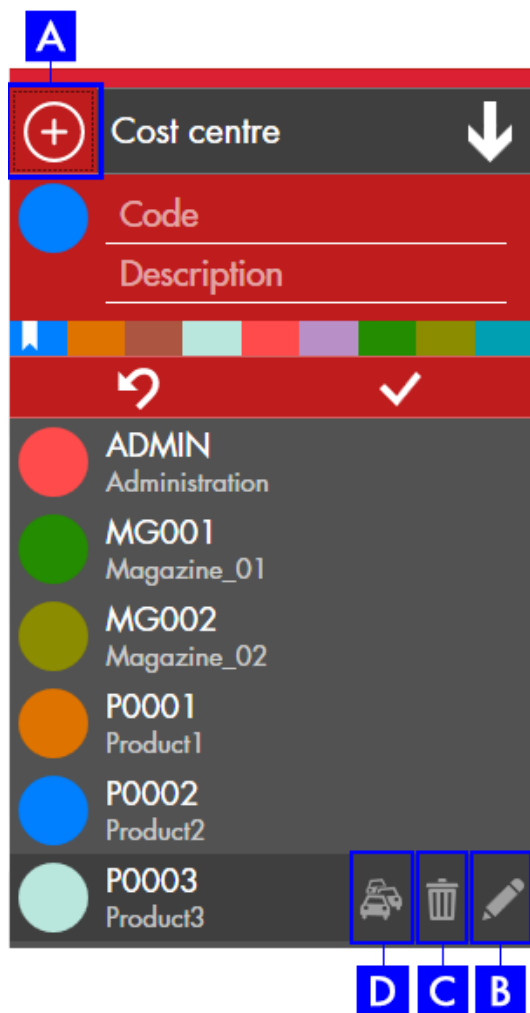 A
Cost centre
Code
Description
ADMIN
Administration
MG001
Magazine_01
MG002
Magazine_02
P0001
Product1
P0002
Product2
P0003
Product3
D C B